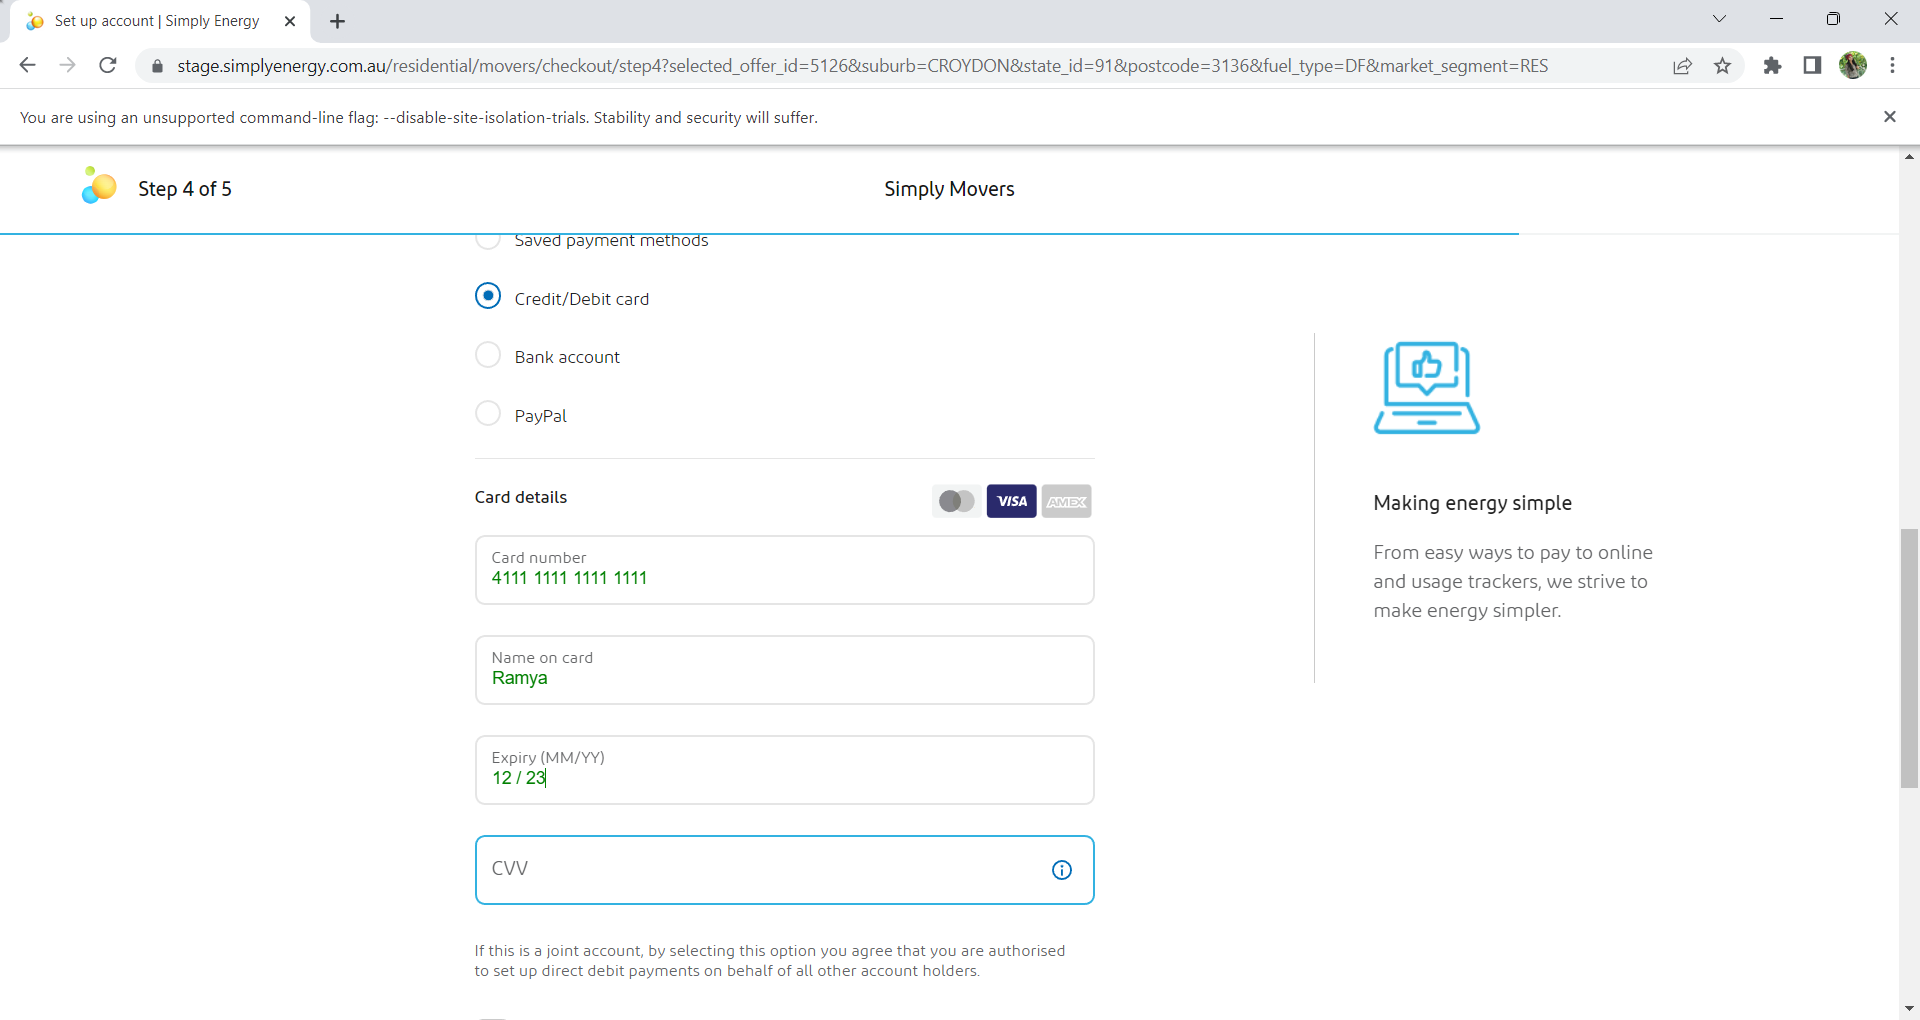 Set up account | Simply Energy
stage.simplyenergy.com.au/residential/movers/checkout/step4?selected_offer_id=5126&suburb=CROYDON&state_id=91&postcode=3136&fuel_type=DF&market_segment=RES
You are using an unsupported command-line flag: --disable-site-isolation-trials. Stability and security will suffer.
Step 4 of 5
Simply Movers
Saved payment methods
Credit/Debit card
Bank account
PayPal
Card details
VISA
AMEX
Card number
4111 1111 1111 1111
Name on card
Ramya
Expiry (MM/YY)
12 / 23
CVV
If this is a joint account, by selecting this option you agree that you are authorised
to set up direct debit payments on behalf of all other account holders.
Making energy simple
From easy ways to pay to online
and usage trackers, we strive to
make energy simpler.